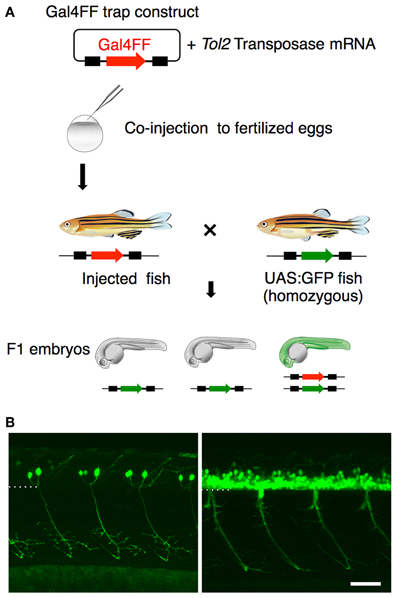 A
Gal4FF trap construct
Gal4FF
+ Tol2 Transposase mRNA
Co-injection to fertilized eggs
×
Injected fish
UAS:GFP fish
(homozygous)
F1 embryos
B